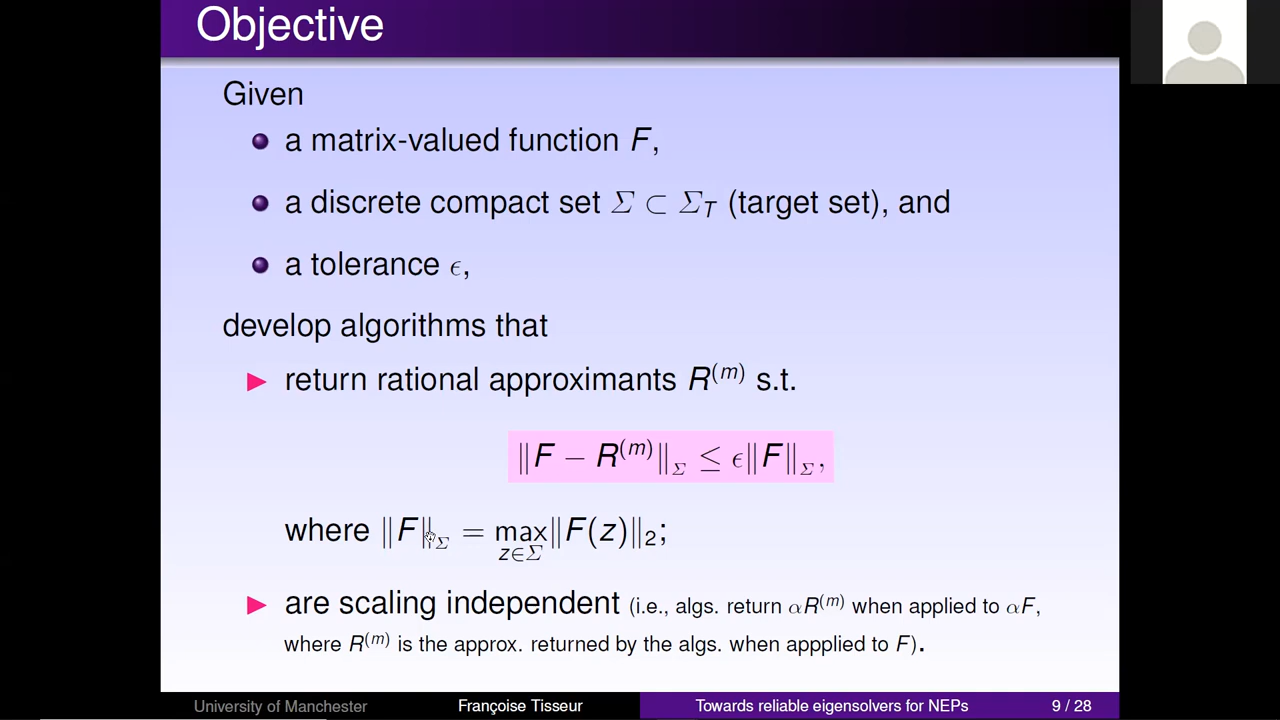 Objective
Given
a matrix-valued function F,
a discrete compact set Σ ⊂ Σ_T (target set), and
a tolerance ϵ,
develop algorithms that
return rational approximants R^(m) s.t.
‖F − R^(m)‖_Σ ≤ ϵ‖F‖_Σ,
where ‖F‖_Σ = max_{z∈Σ} ‖F(z)‖_2;
are scaling independent (i.e., algs. return αR^(m) when applied to αF,
where R^(m) is the approx. returned by the algs. when appplied to F).
University of Manchester Françoise Tisseur Towards reliable eigensolvers for NEPs 9 / 28